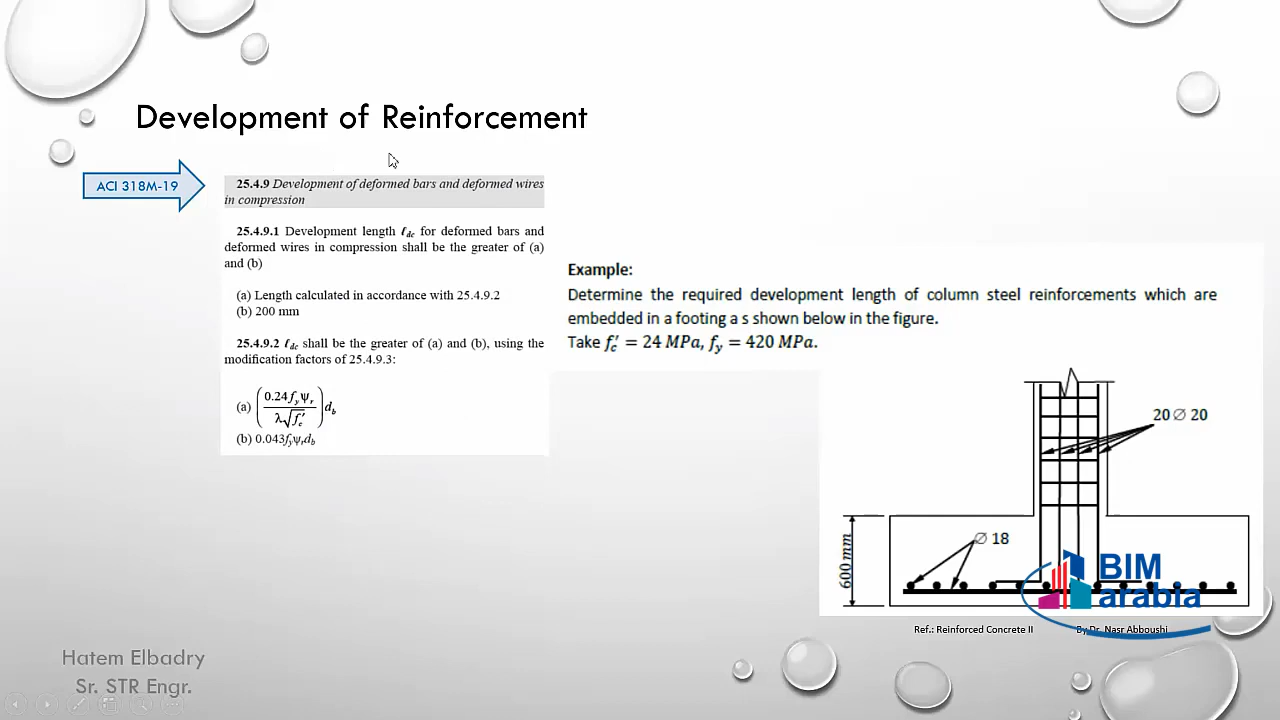 Development of Reinforcement
ACI 318M-19
25.4.9 Development of deformed bars and deformed wires
in compression
25.4.9.1 Development length ℓdc for deformed bars and
deformed wires in compression shall be the greater of (a)
and (b)
(a) Length calculated in accordance with 25.4.9.2
(b) 200 mm
25.4.9.2 ℓdc shall be the greater of (a) and (b), using the
modification factors of 25.4.9.3:
(a) (0.24fyψr / λ√fc′) db
(b) 0.043fyψrdb
Example:
Determine the required development length of column steel reinforcements which are
embedded in a footing a s shown below in the figure.
Take fc′ = 24 MPa, fy = 420 MPa.
20 ∅ 20
∅ 18
600 mm
BIM
arabia
Ref.: Reinforced Concrete II By Dr. Nasr Abboushi
Hatem Elbadry
Sr. STR Engr.